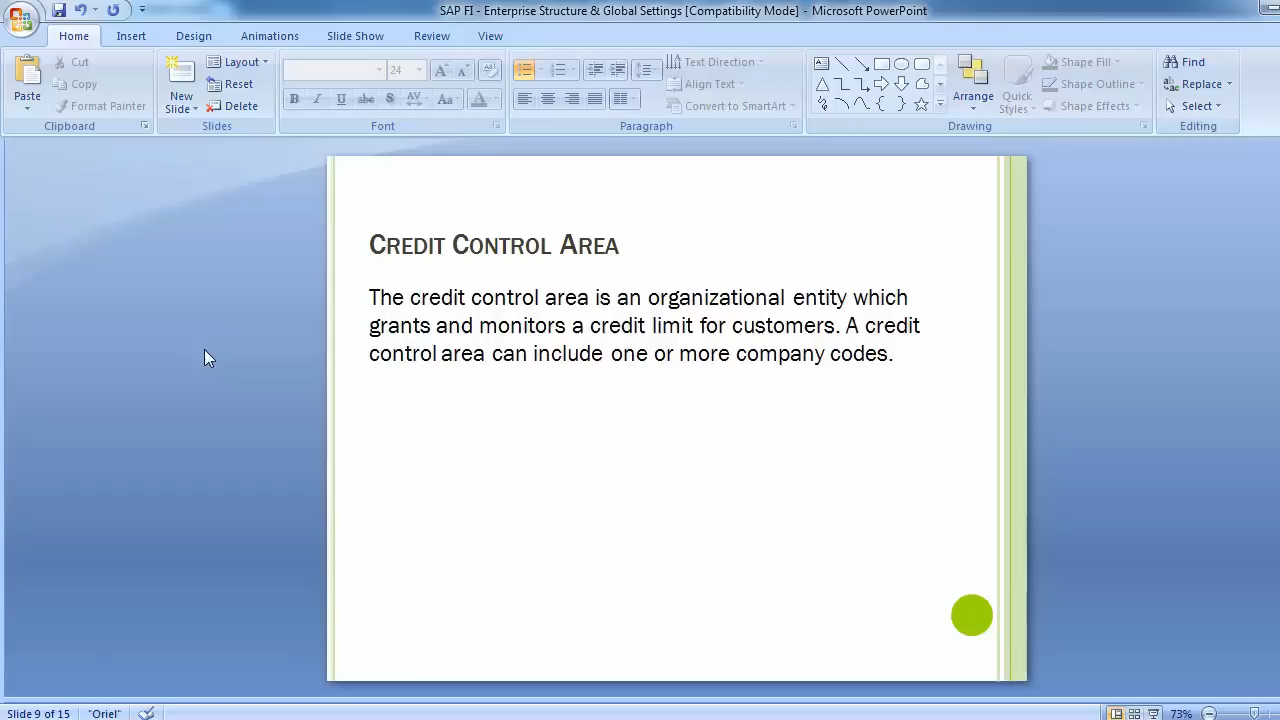 SAP FI - Enterprise Structure & Global Settings [Compatibility Mode] - Microsoft PowerPoint
Home Insert Design Animations Slide Show Review View
Paste
Cut
Copy
Format Painter
Clipboard
New
Slide
Layout
Reset
Delete
Slides
24
B I U abc S AV Aa A
Font
Text Direction
Align Text
Convert to SmartArt
Paragraph
Arrange
Quick
Styles
Shape Fill
Shape Outline
Shape Effects
Drawing
Find
Replace
Select
Editing
CREDIT CONTROL AREA
The credit control area is an organizational entity which
grants and monitors a credit limit for customers. A credit
control area can include one or more company codes.
Slide 9 of 15 "Oriel" 73%